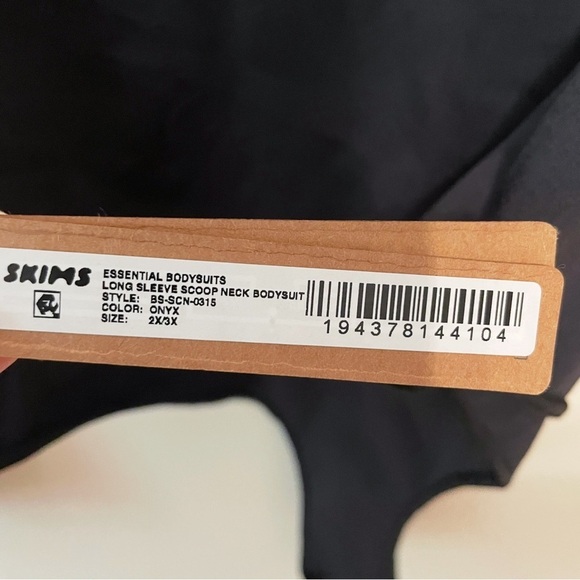 SKIMS
ESSENTIAL BODYSUITS
LONG SLEEVE SCOOP NECK BODYSUIT
STYLE: BS-SCN-0315
COLOR: ONYX
SIZE: 2X/3X
194378144104